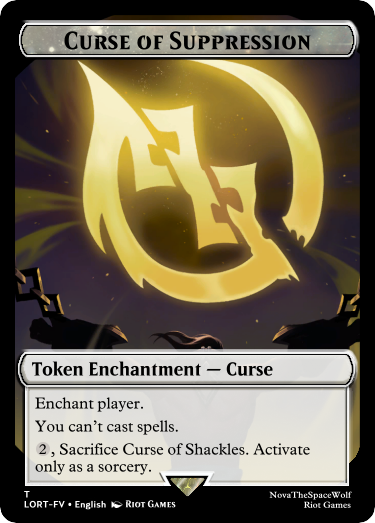 Curse of Suppression
Token Enchantment — Curse
Enchant player.
You can't cast spells.
2, Sacrifice Curse of Shackles. Activate
only as a sorcery.
T
LORT-FV • English Riot Games
NovaTheSpaceWolf
Riot Games